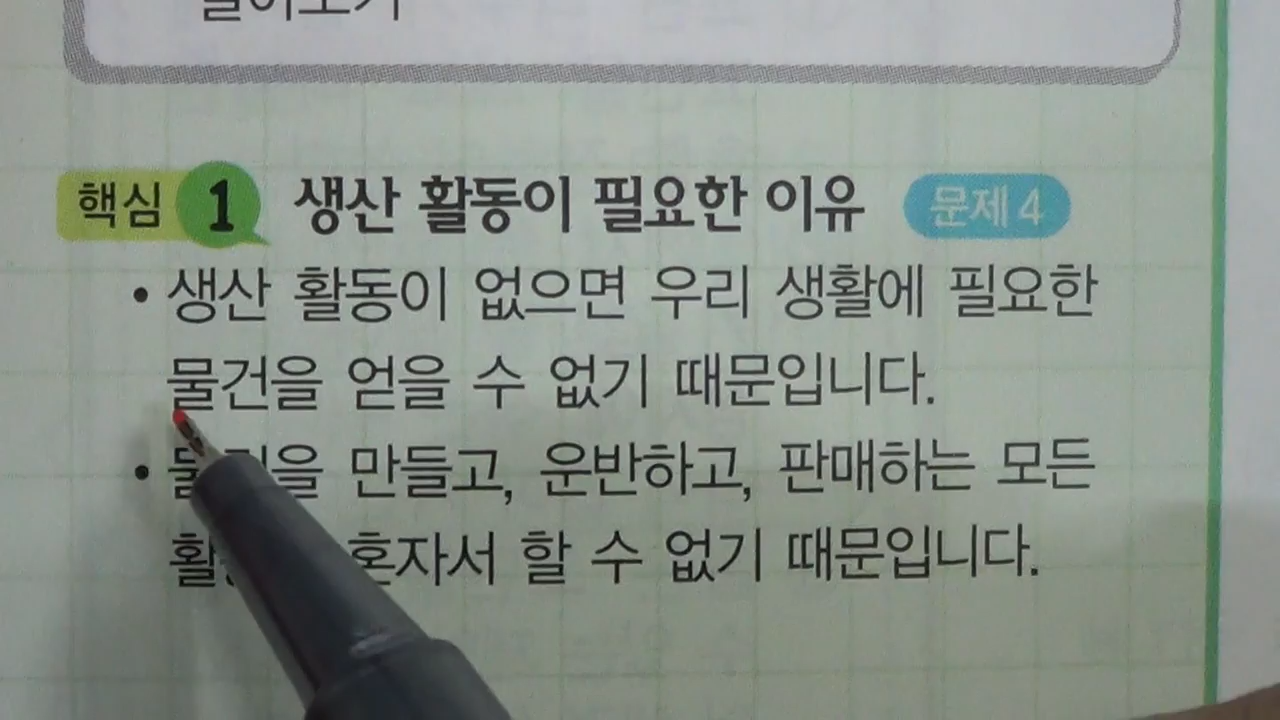 핵심 1 생산 활동이 필요한 이유 문제 4
• 생산 활동이 없으면 우리 생활에 필요한
물건을 얻을 수 없기 때문입니다.
• 만들고, 운반하고, 판매하는 모든
혼자서 할 수 없기 때문입니다.